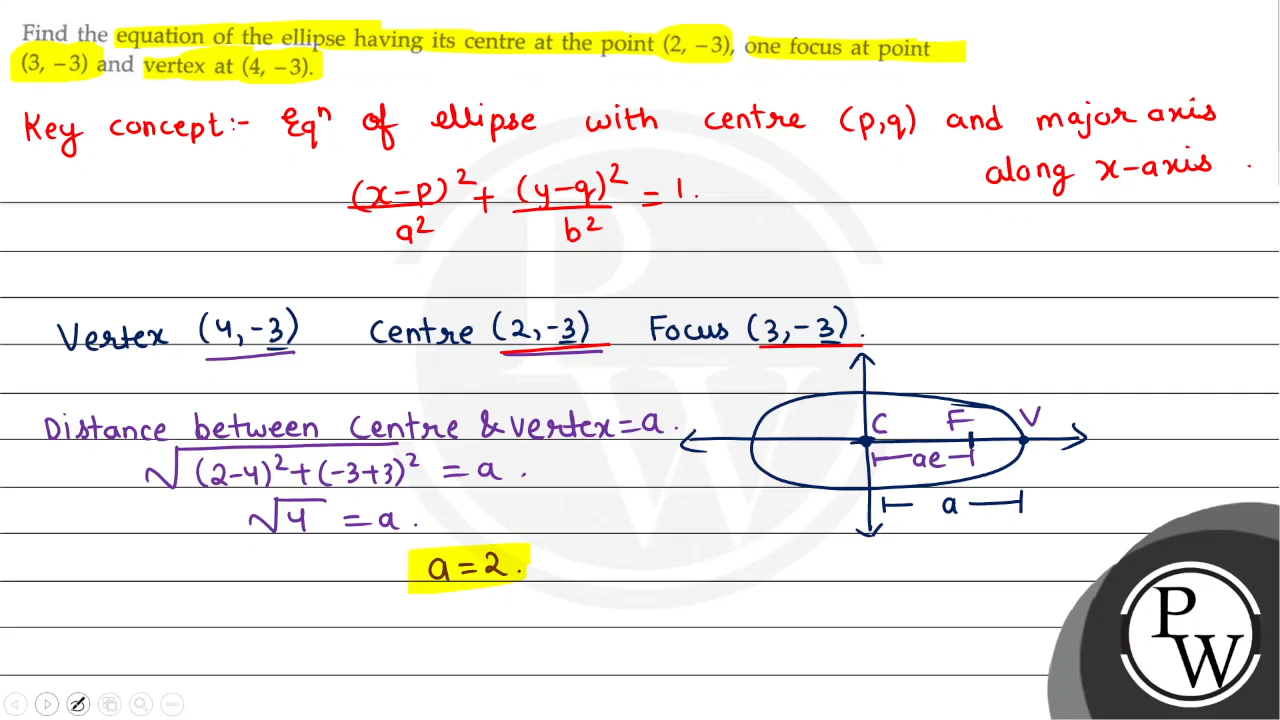 Find the equation of the ellipse having its centre at the point (2, −3), one focus at point
(3, −3) and vertex at (4, −3).
Key concept:- Eqⁿ of ellipse with centre (p,q) and major axis
along x-axis.
(x-p)²/a² + (y-q)²/b² = 1.
Vertex (4,-3) Centre (2,-3) Focus (3,-3).
Distance between Centre & Vertex = a.
√(2-4)²+(-3+3)² = a.
√4 = a.
a = 2.
C F V
ae
a
P
W
P
W